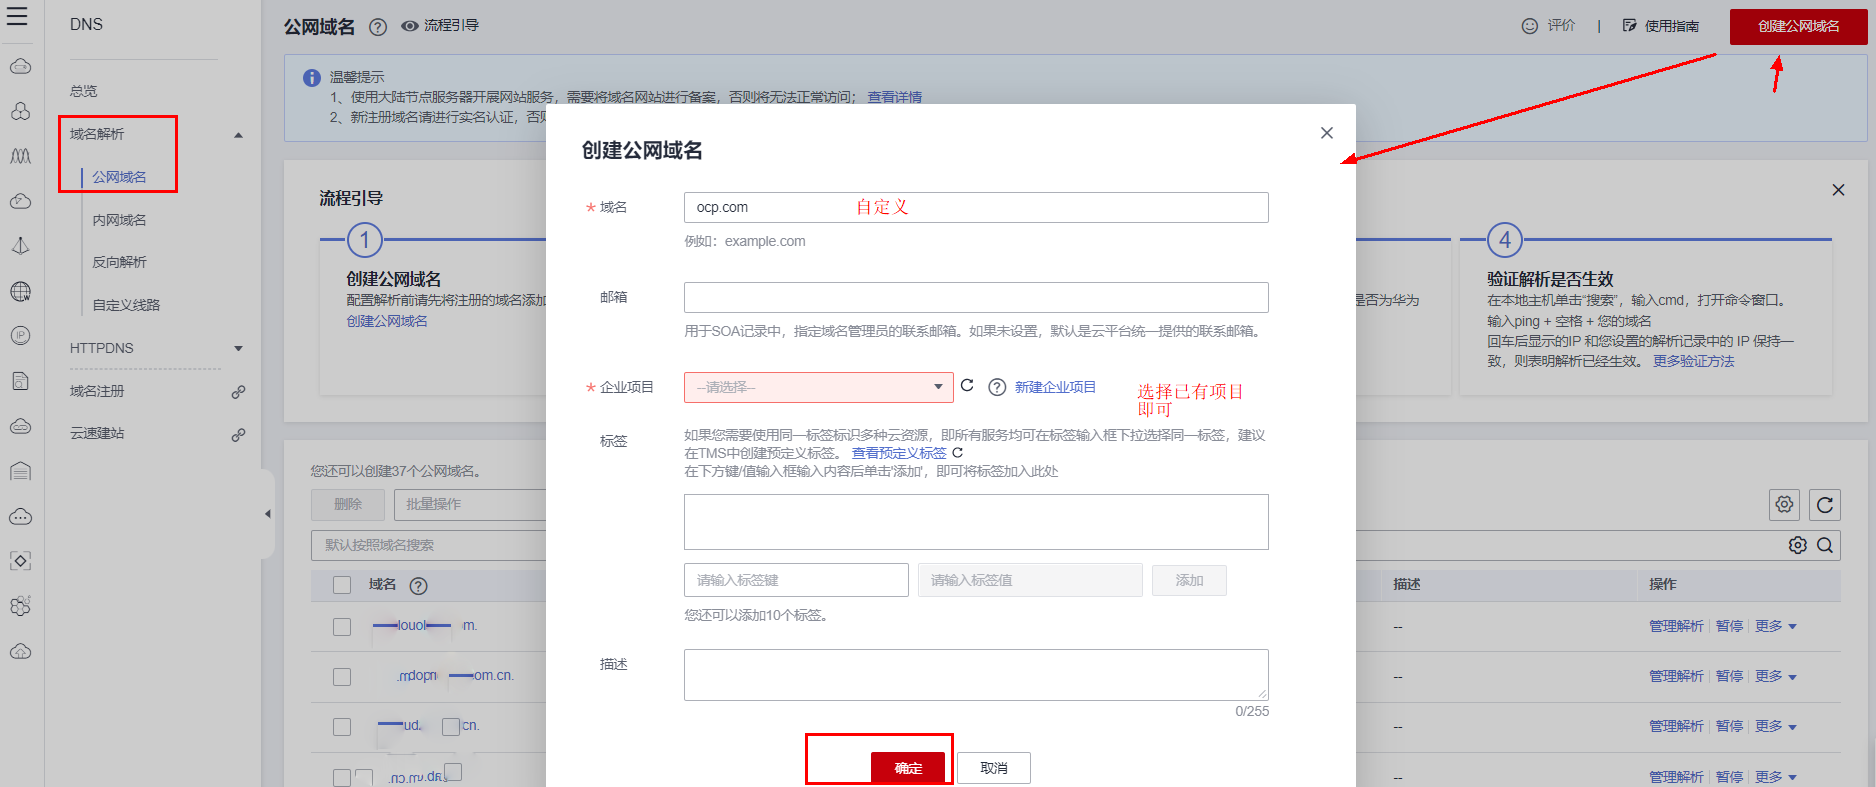 DNS
总览
域名解析
公网域名
内网域名
反向解析
自定义线路
HTTPDNS
域名注册
云速建站
公网域名
流程引导
评价
|
使用指南
创建公网域名
温馨提示
1、使用大陆节点服务器开展网站服务，需要将域名网站进行备案，否则将无法正常访问； 查看详情
2、新注册域名请进行实名认证，否则
流程引导
1
创建公网域名
配置解析前请先将注册的域名添加
创建公网域名
是否为华为
4
验证解析是否生效
在本地主机单击“搜索”，输入cmd，打开命令窗口。
输入ping + 空格 + 您的域名
回车后显示的IP 和您设置的解析记录中的 IP 保持一
致，则表明解析已经生效。 更多验证方法
创建公网域名
* 域名
ocp.com
自定义
例如：example.com
邮箱
用于SOA记录中，指定域名管理员的联系邮箱。如果未设置，默认是云平台统一提供的联系邮箱。
* 企业项目
--请选择--
新建企业项目
选择已有项目
即可
标签
如果您需要使用同一标签标识多种云资源，即所有服务均可在标签输入框下拉选择同一标签，建议
在TMS中创建预定义标签。 查看预定义标签
在下方键/值输入框输入内容后单击'添加'，即可将标签加入此处
请输入标签键
请输入标签值
添加
您还可以添加10个标签。
描述
0/255
确定
取消
您还可以创建37个公网域名。
删除
批量操作
默认按照域名搜索
域名
描述
操作
--
管理解析 | 暂停 | 更多
--
管理解析 | 暂停 | 更多
--
管理解析 | 暂停 | 更多
--
管理解析 | 暂停 | 更多